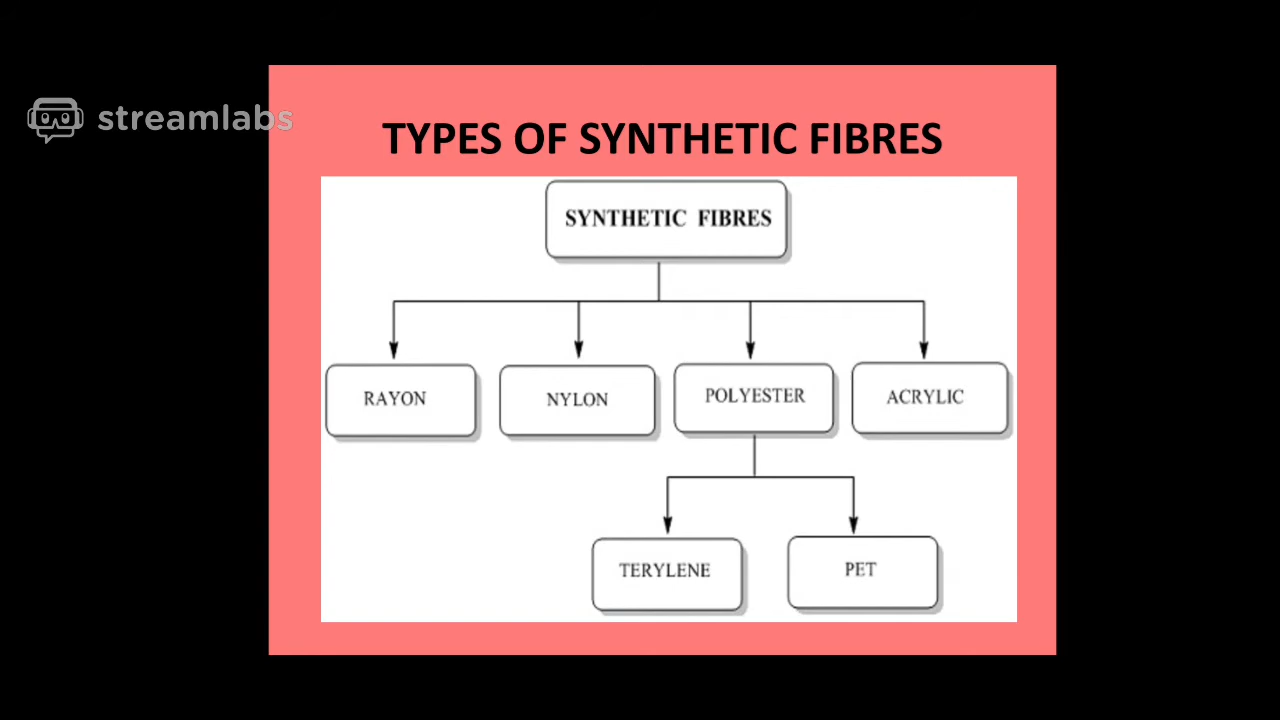 streamlabs
TYPES OF SYNTHETIC FIBRES
SYNTHETIC FIBRES
RAYON
NYLON
POLYESTER
ACRYLIC
TERYLENE
PET